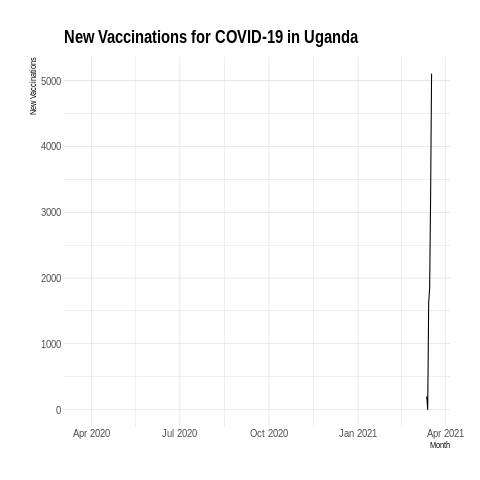 New Vaccinations for COVID-19 in Uganda
New Vaccinations
5000
4000
3000
2000
1000
0
Apr 2020 Jul 2020 Oct 2020 Jan 2021 Apr 2021
Month